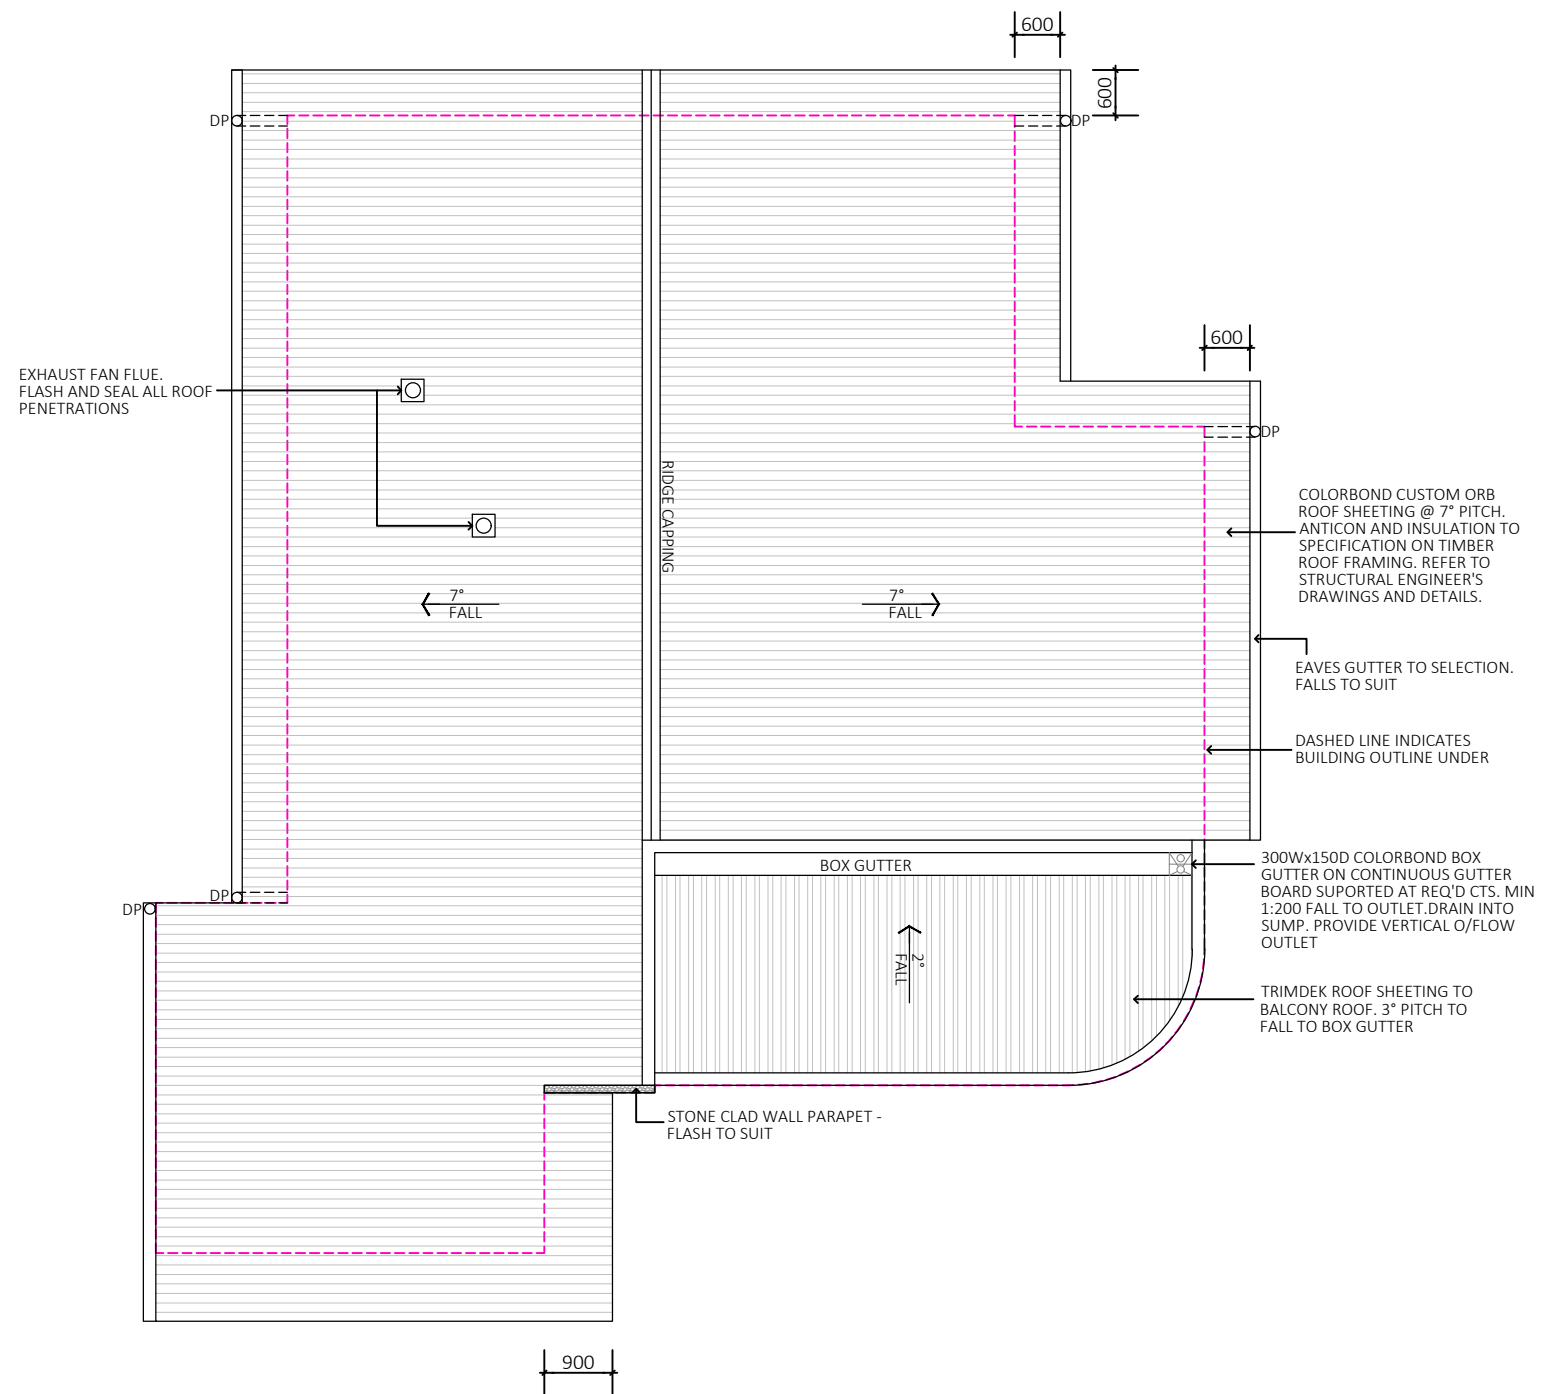 600
600
DP
DP
600
EXHAUST FAN FLUE.
FLASH AND SEAL ALL ROOF
PENETRATIONS
DP
RIDGE CAPPING
COLORBOND CUSTOM ORB
ROOF SHEETING @ 7° PITCH.
ANTICON AND INSULATION TO
SPECIFICATION ON TIMBER
ROOF FRAMING. REFER TO
STRUCTURAL ENGINEER'S
DRAWINGS AND DETAILS.
7°
FALL
7°
FALL
EAVES GUTTER TO SELECTION.
FALLS TO SUIT
DASHED LINE INDICATES
BUILDING OUTLINE UNDER
BOX GUTTER
300Wx150D COLORBOND BOX
GUTTER ON CONTINUOUS GUTTER
BOARD SUPORTED AT REQ'D CTS. MIN
1:200 FALL TO OUTLET.DRAIN INTO
SUMP. PROVIDE VERTICAL O/FLOW
OUTLET
DP
DP
2°
FALL
TRIMDEK ROOF SHEETING TO
BALCONY ROOF. 3° PITCH TO
FALL TO BOX GUTTER
STONE CLAD WALL PARAPET -
FLASH TO SUIT
900